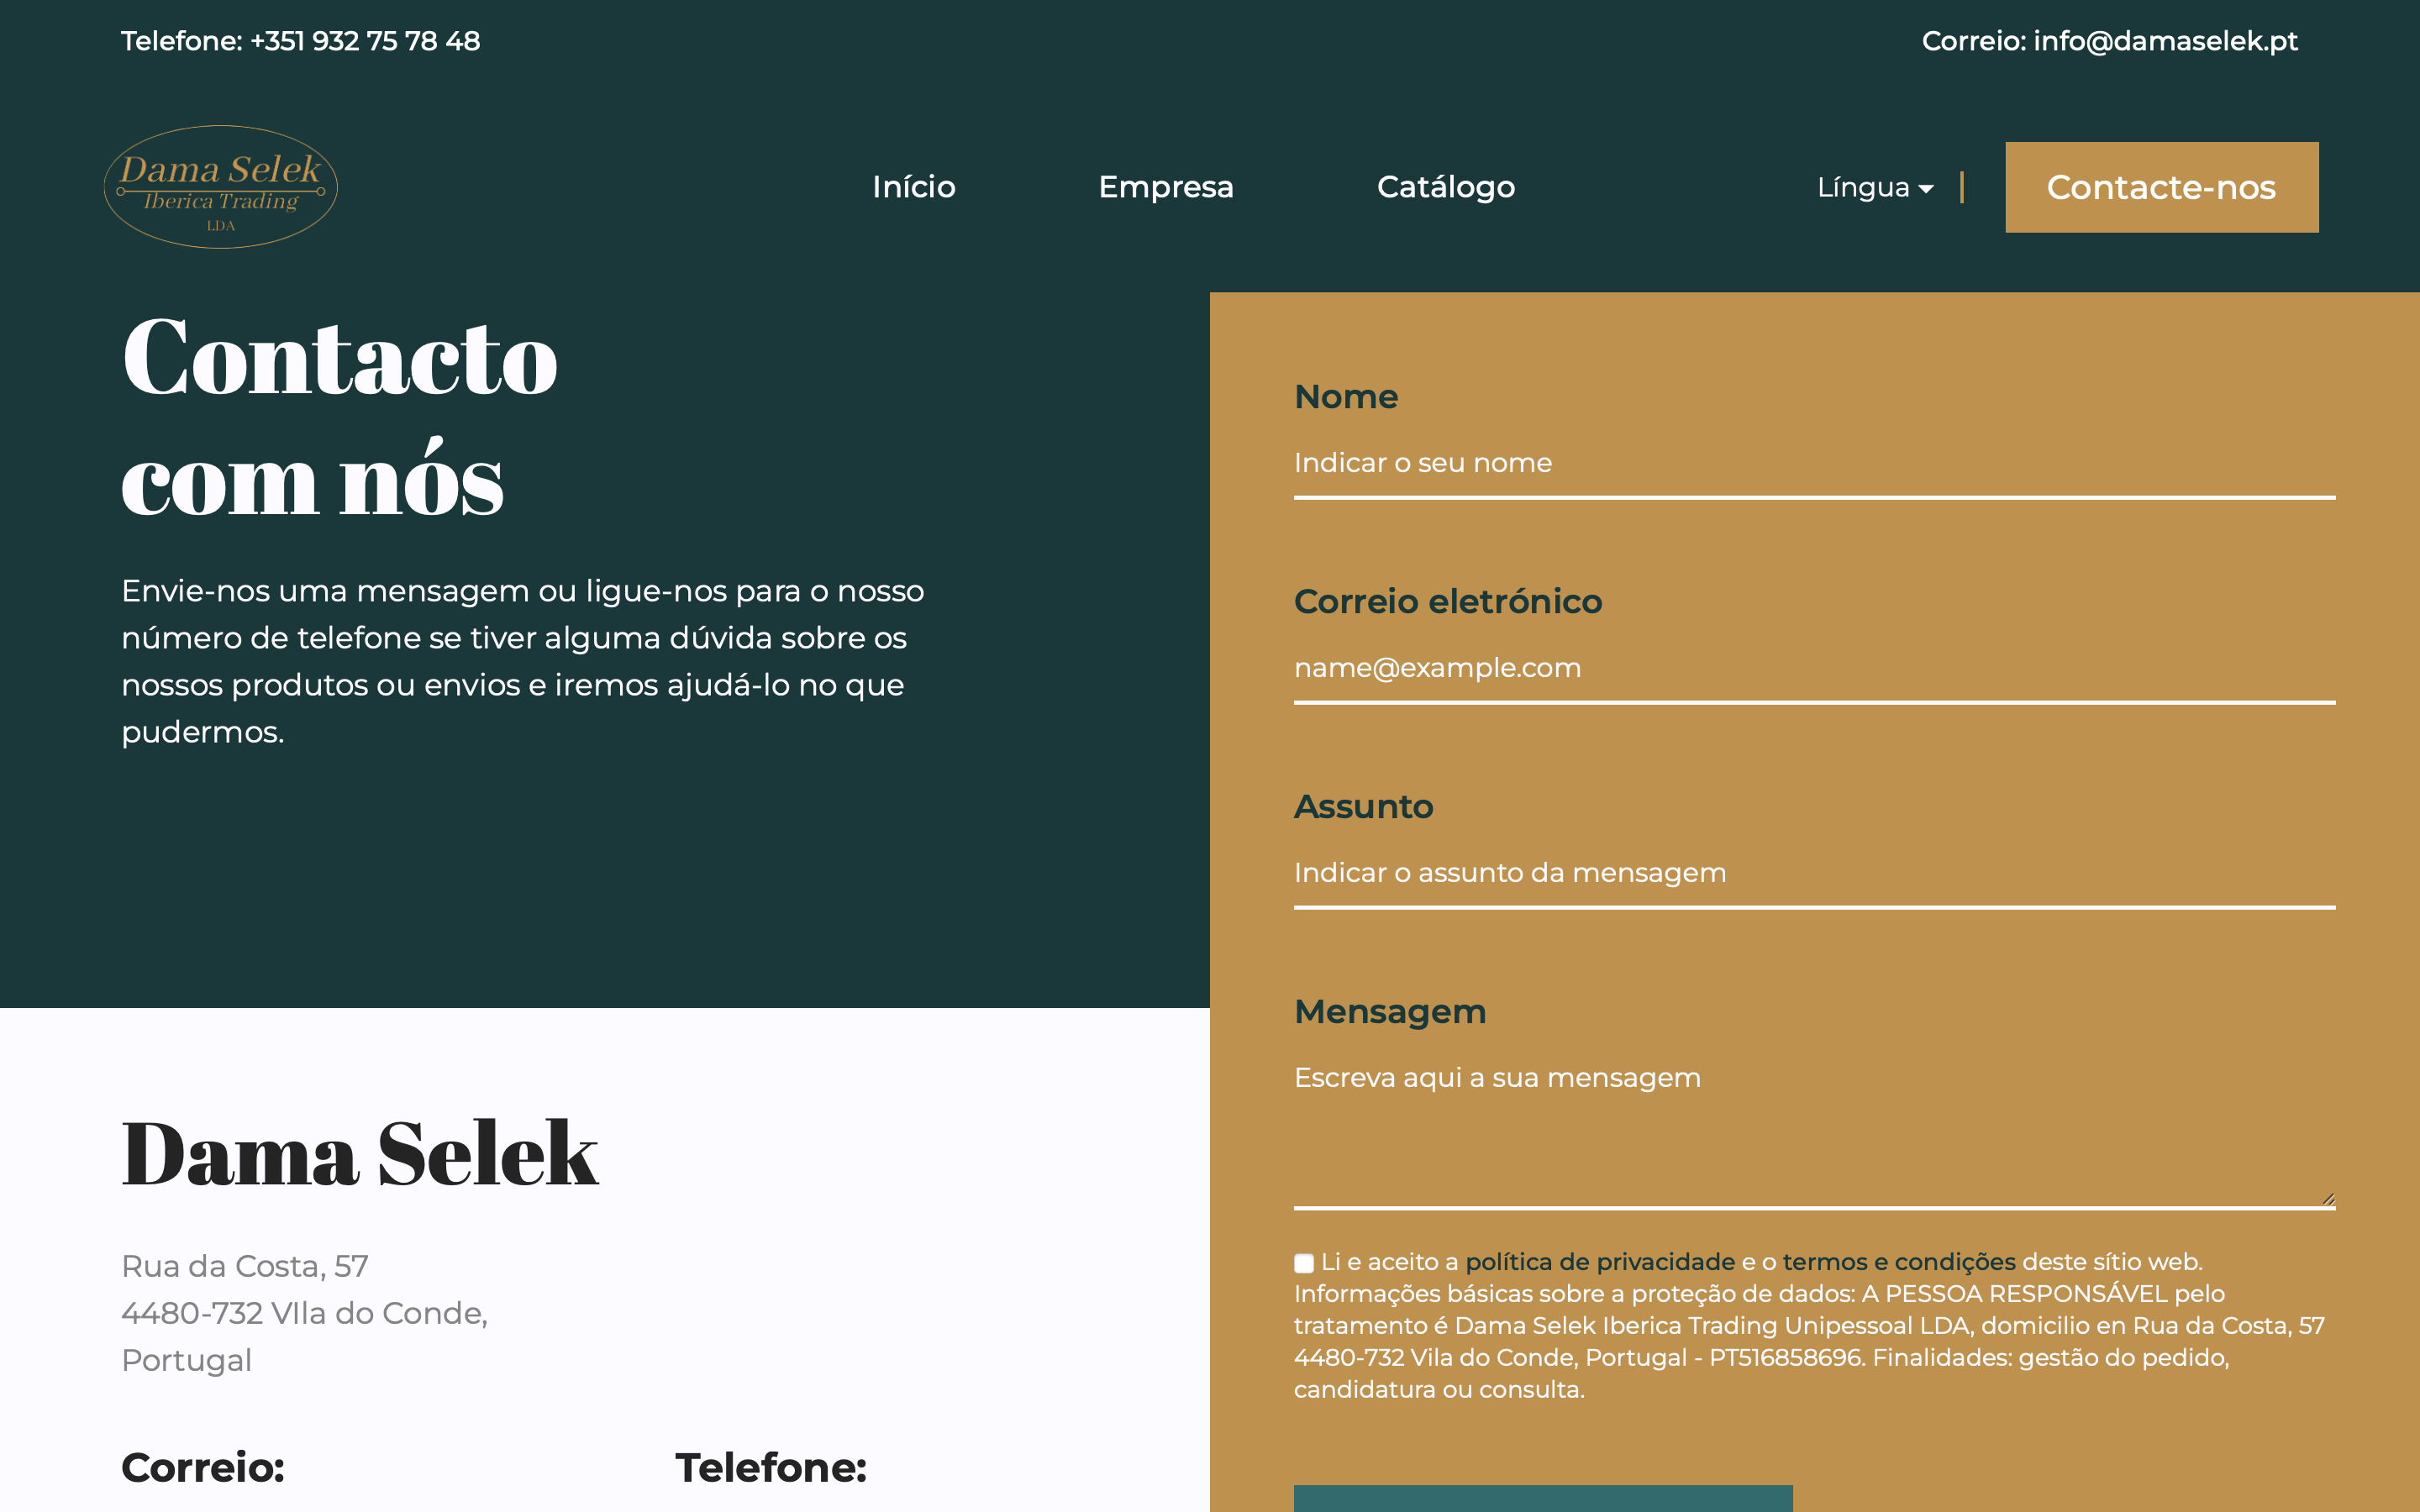 Telefone: +351 932 75 78 48
Correio: info@damaselek.pt
Dama Selek
Iberica Trading
LDA
Início
Empresa
Catálogo
Língua
Contacte-nos
Contacto
com nós
Envie-nos uma mensagem ou ligue-nos para o nosso
número de telefone se tiver alguma dúvida sobre os
nossos produtos ou envios e iremos ajudá-lo no que
pudermos.
Dama Selek
Rua da Costa, 57
4480-732 VIla do Conde,
Portugal
Correio:
Telefone:
Nome
Indicar o seu nome
Correio eletrónico
name@example.com
Assunto
Indicar o assunto da mensagem
Mensagem
Escreva aqui a sua mensagem
Li e aceito a política de privacidade e o termos e condições deste sítio web.
Informações básicas sobre a proteção de dados: A PESSOA RESPONSÁVEL pelo
tratamento é Dama Selek Iberica Trading Unipessoal LDA, domicilio en Rua da Costa, 57
4480-732 Vila do Conde, Portugal - PT516858696. Finalidades: gestão do pedido,
candidatura ou consulta.